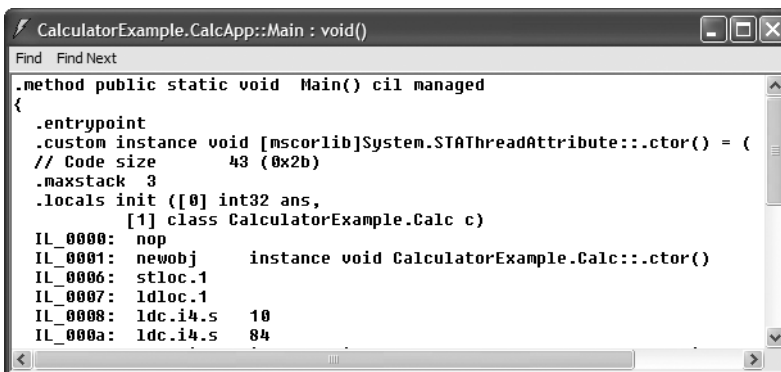 CalculatorExample.CalcApp::Main : void()
Find Find Next
.method public static void  Main() cil managed
{
  .entrypoint
  .custom instance void [mscorlib]System.STAThreadAttribute::.ctor() = (
  // Code size       43 (0x2b)
  .maxstack  3
  .locals init ([0] int32 ans,
           [1] class CalculatorExample.Calc c)
  IL_0000:  nop
  IL_0001:  newobj     instance void CalculatorExample.Calc::.ctor()
  IL_0006:  stloc.1
  IL_0007:  ldloc.1
  IL_0008:  ldc.i4.s   10
  IL_000a:  ldc.i4.s   84